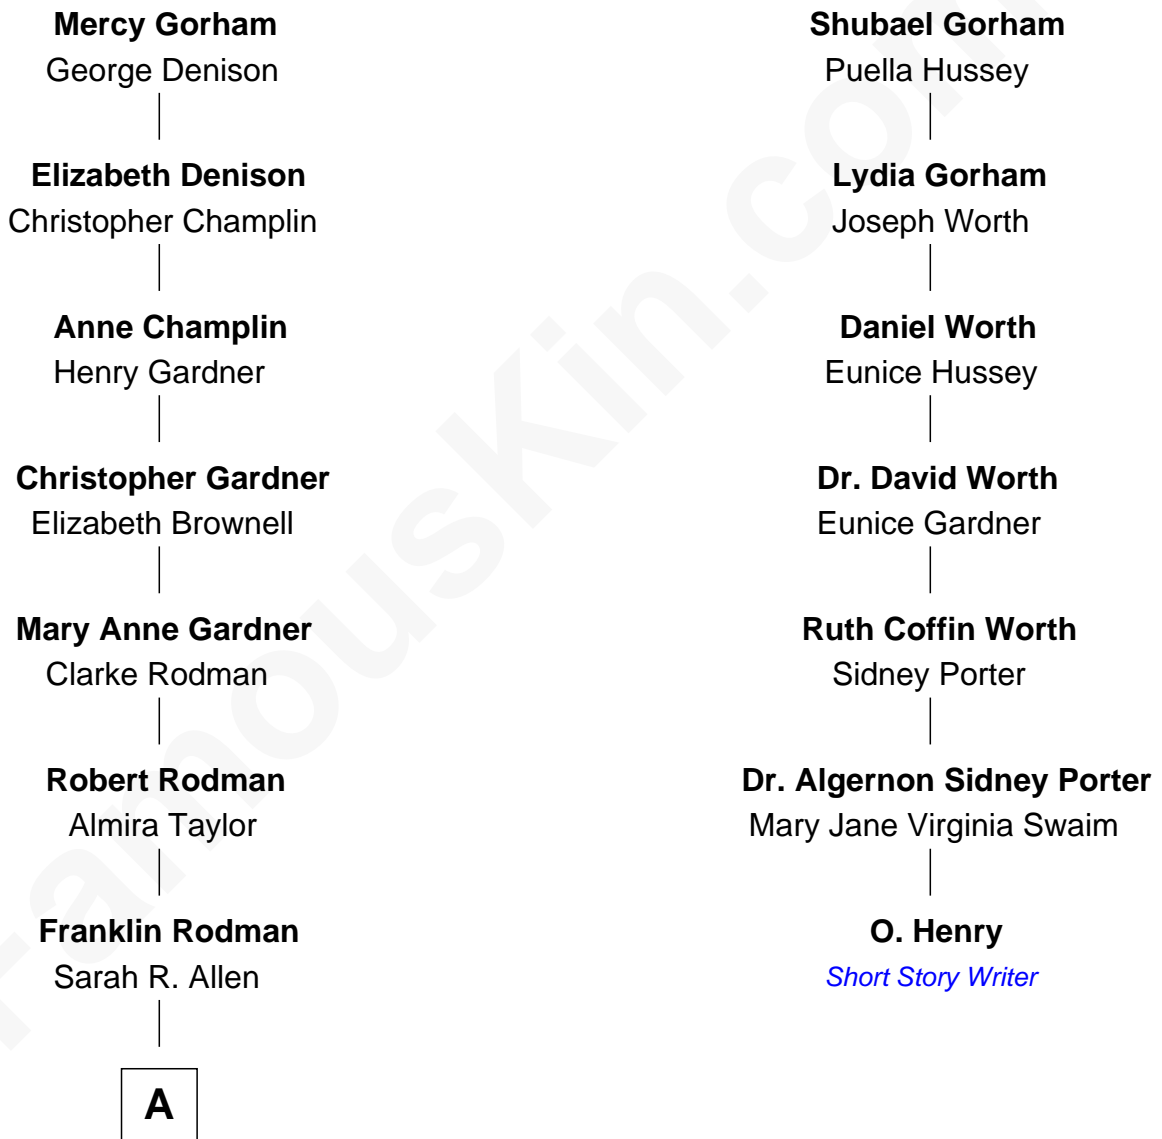 Mercy Gorham
George Denison
Elizabeth Denison
Christopher Champlin
Anne Champlin
Henry Gardner
Christopher Gardner
Elizabeth Brownell
Mary Anne Gardner
Clarke Rodman
Robert Rodman
Almira Taylor
Franklin Rodman
Sarah R. Allen
A
Shubael Gorham
Puella Hussey
Lydia Gorham
Joseph Worth
Daniel Worth
Eunice Hussey
Dr. David Worth
Eunice Gardner
Ruth Coffin Worth
Sidney Porter
Dr. Algernon Sidney Porter
Mary Jane Virginia Swaim
O. Henry
Short Story Writer
FamousKin.com